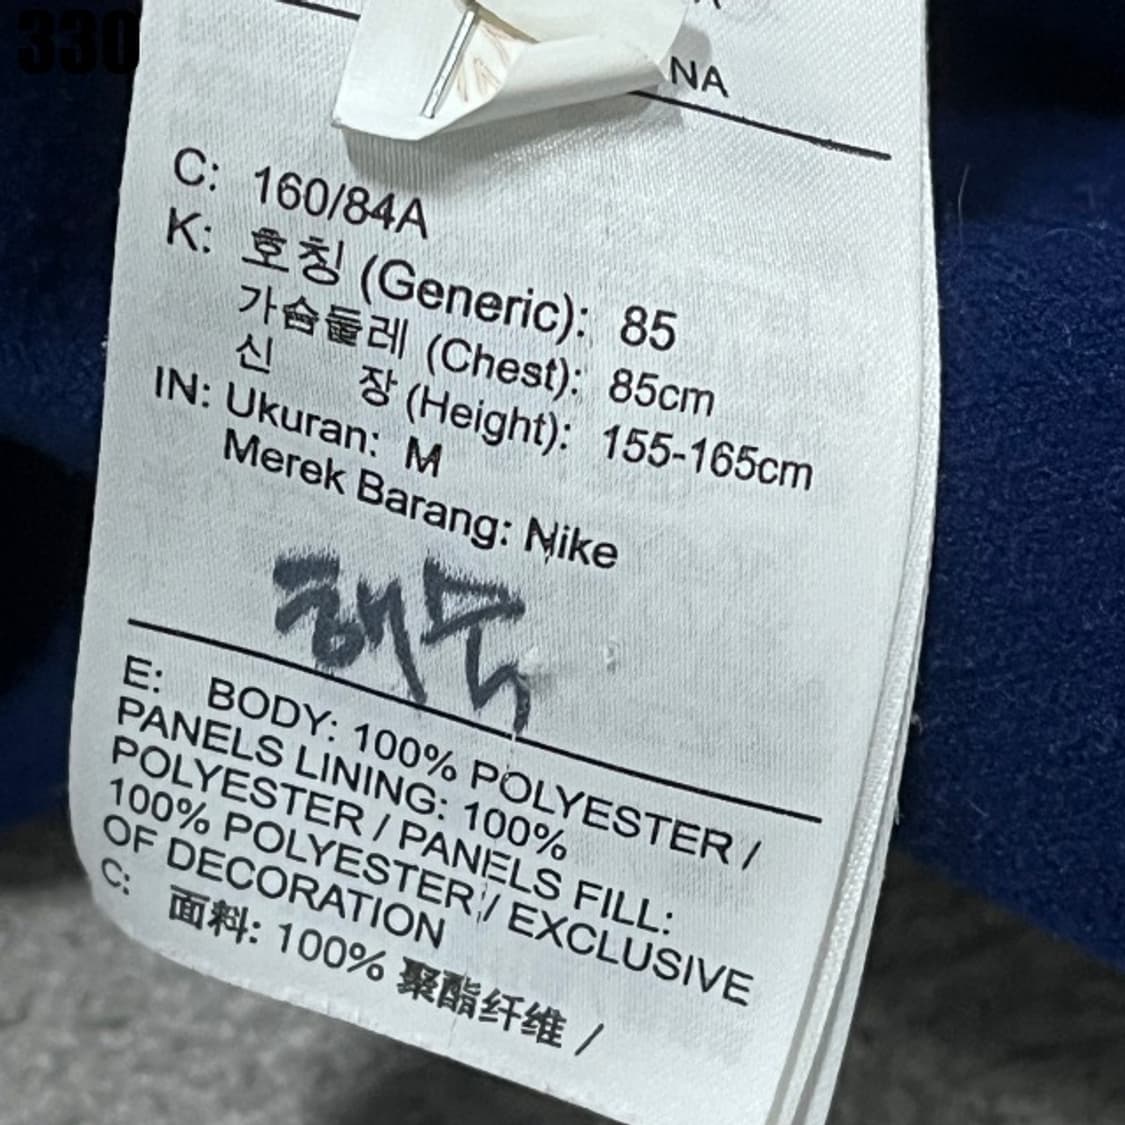 330
NA
C: 160/84A
K: 호칭 (Generic): 85
가슴둘레 (Chest): 85cm
신 장 (Height): 155-165cm
IN: Ukuran: M
Merek Barang: Nike
E: BODY: 100% POLYESTER /
PANELS LINING: 100%
POLYESTER / PANELS FILL:
100% POLYESTER / EXCLUSIVE
OF DECORATION
C: 面料: 100% 聚酯纤维 /